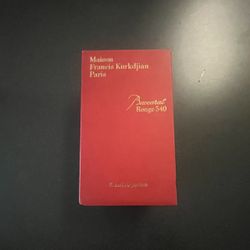 Maison
Francis Kurkdjian
Paris
Baccarat
Rouge 540